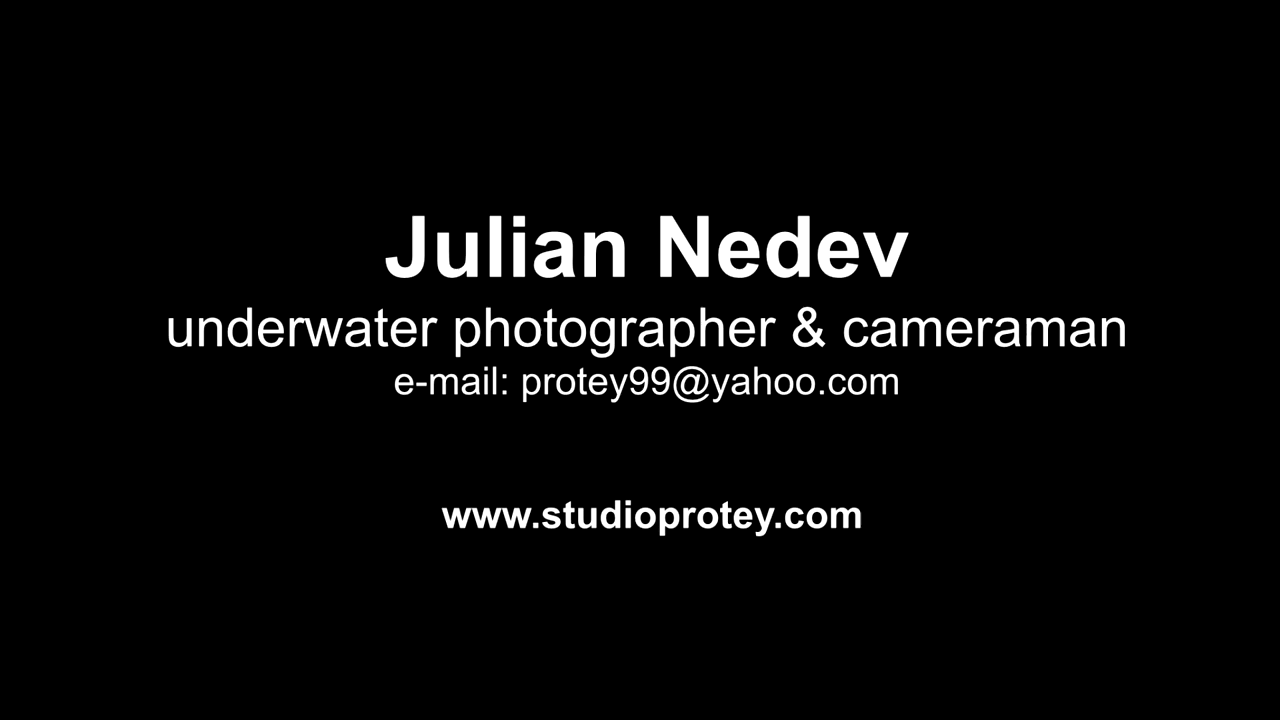 Julian Nedev
underwater photographer & cameraman
e-mail: protey99@yahoo.com
www.studioprotey.com